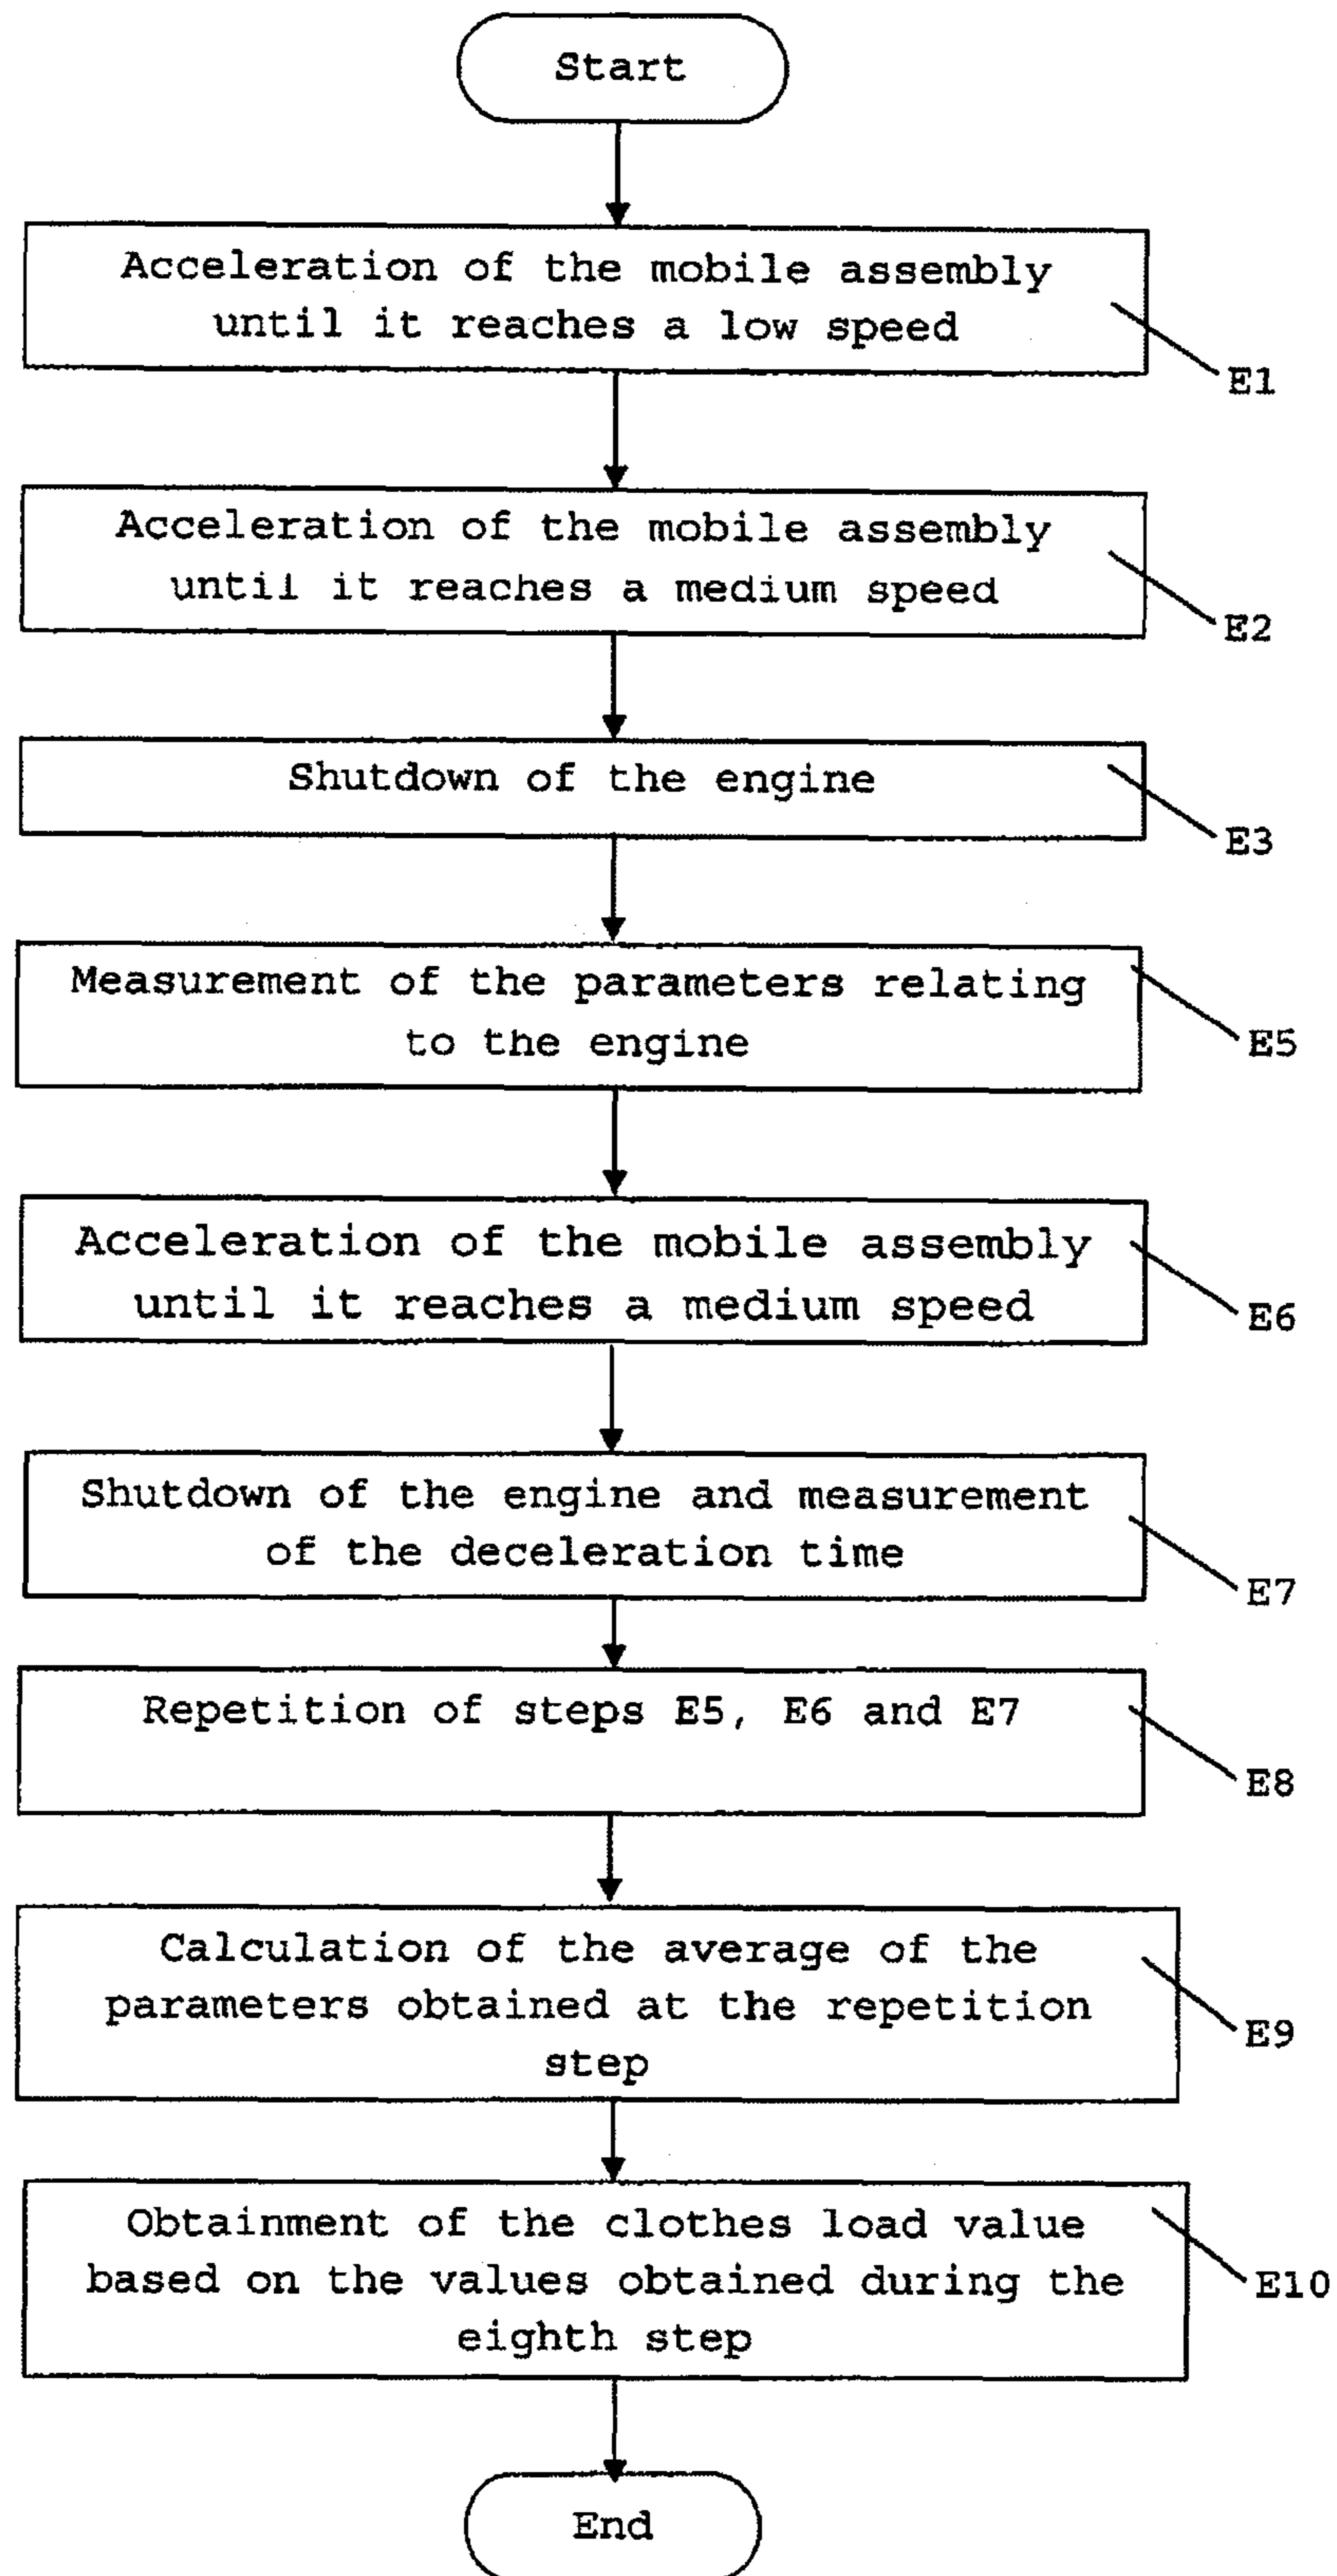 Start
Acceleration of the mobile assembly
until it reaches a low speed
E1
Acceleration of the mobile assembly
until it reaches a medium speed
E2
Shutdown of the engine
E3
Measurement of the parameters relating
to the engine
E5
Acceleration of the mobile assembly
until it reaches a medium speed
E6
Shutdown of the engine and measurement
of the deceleration time
E7
Repetition of steps E5, E6 and E7
E8
Calculation of the average of the
parameters obtained at the repetition
step
E9
Obtainment of the clothes load value
based on the values obtained during the
eighth step
E10
End